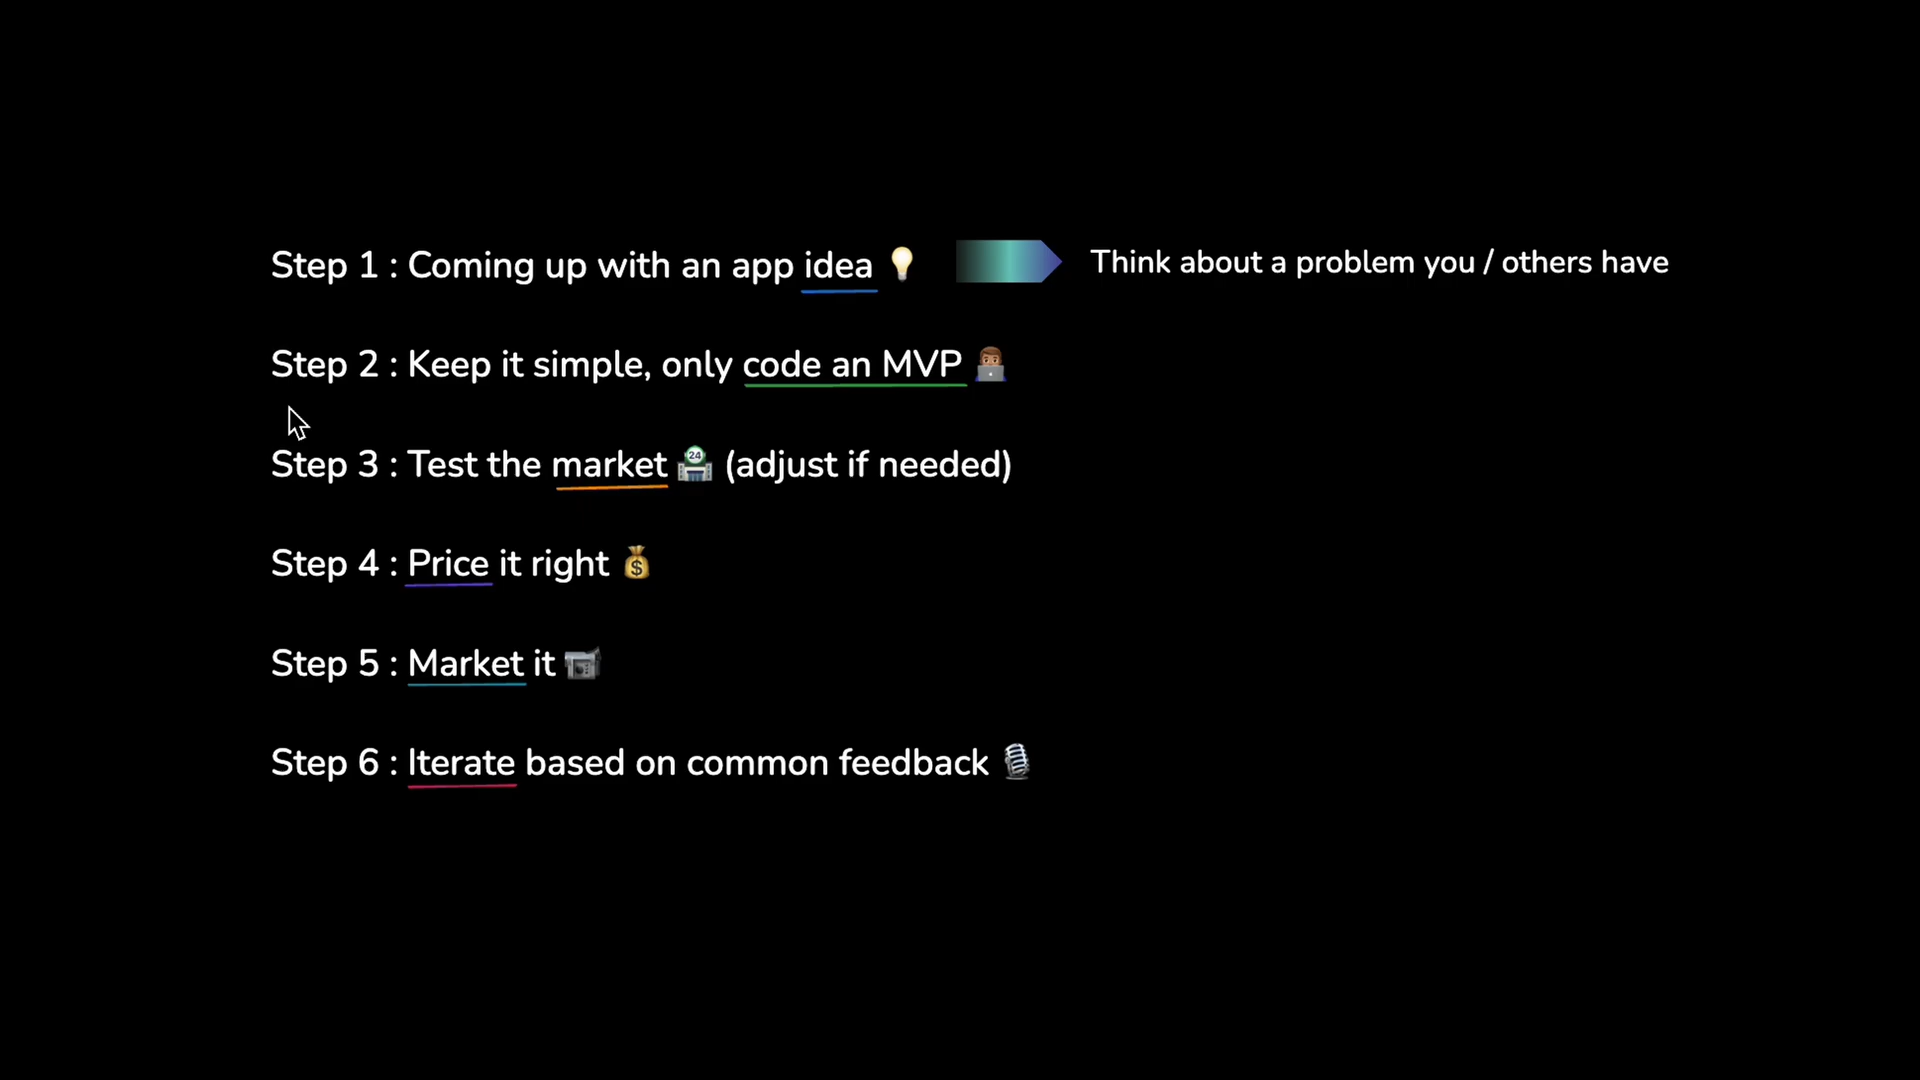 Step 1 : Coming up with an app idea 💡 Think about a problem you / others have
Step 2 : Keep it simple, only code an MVP 👨🏽‍💻
Step 3 : Test the market 🏪 (adjust if needed)
Step 4 : Price it right 💰
Step 5 : Market it 📹
Step 6 : Iterate based on common feedback 🎙️